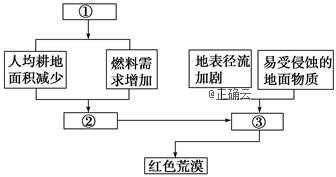 ①
人均耕地
面积减少
燃料需
求增加
地表径流
加剧
易受侵蚀的
地面物质
@正确云
②
③
红色荒漠